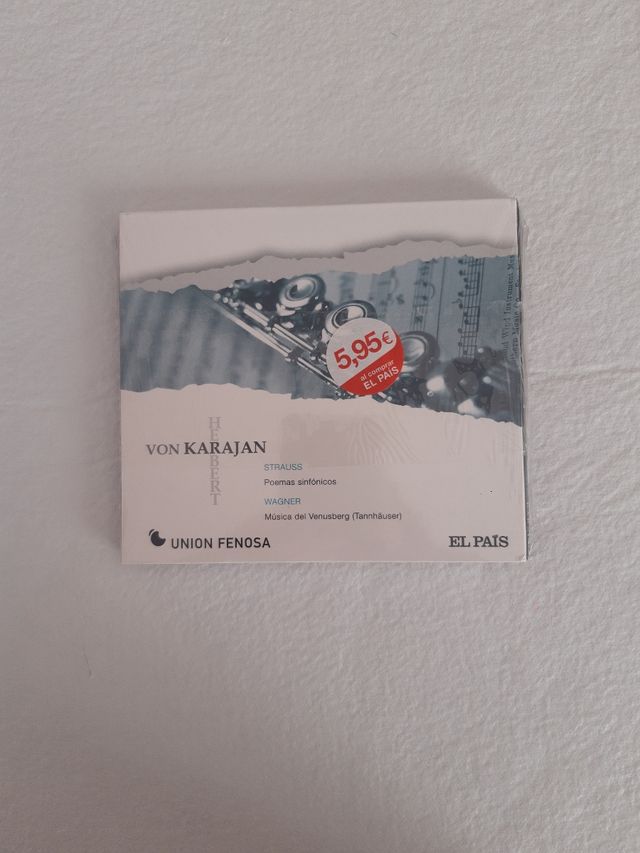 5,95€
al comprar
EL PAÍS
HERBERT
VON KARAJAN
STRAUSS
Poemas sinfónicos
WAGNER
Música del Venusberg (Tannhäuser)
UNION FENOSA
EL PAÍS